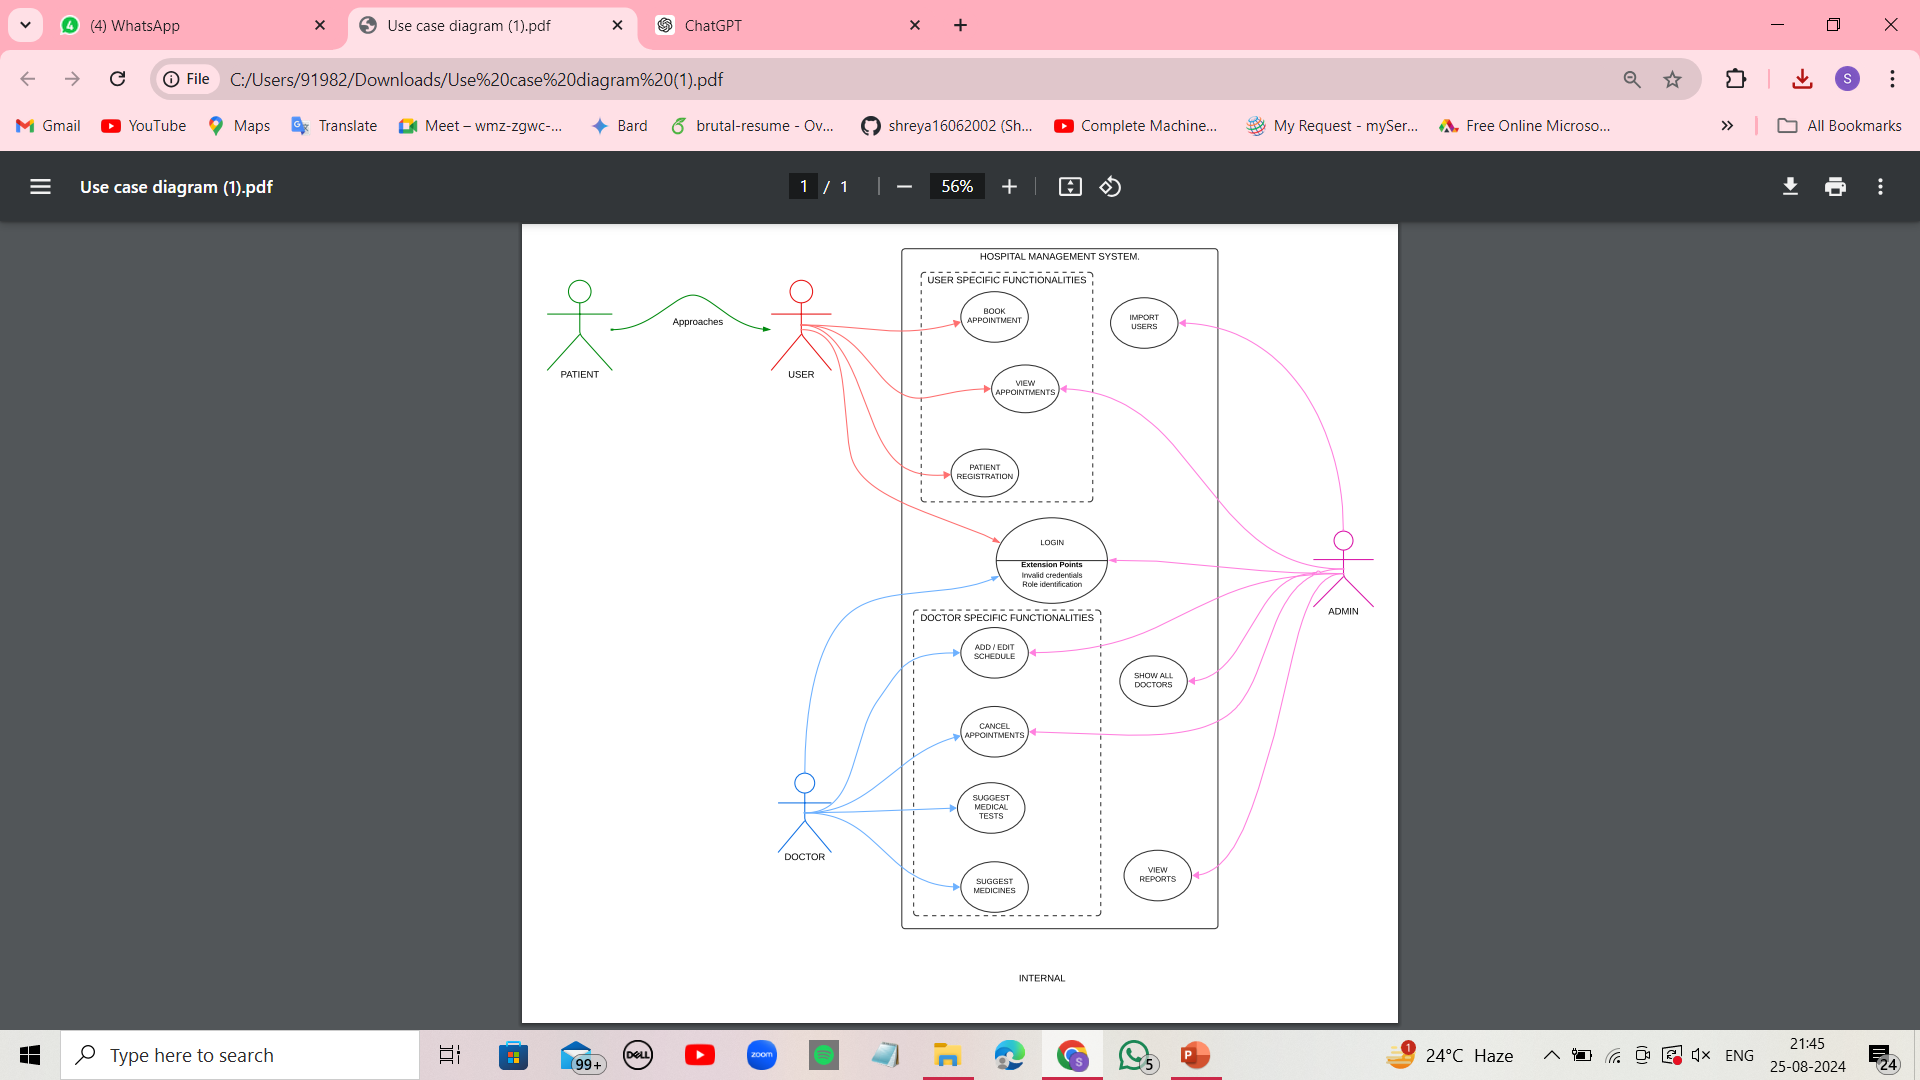 (4) WhatsApp
Use case diagram (1).pdf
ChatGPT
File
C:/Users/91982/Downloads/Use%20case%20diagram%20(1).pdf
S
Gmail
YouTube
Maps
Translate
Meet – wmz-zgwc-...
Bard
brutal-resume - Ov...
shreya16062002 (Sh...
Complete Machine...
My Request - mySer...
Free Online Microso...
All Bookmarks
Use case diagram (1).pdf
1 / 1
56%
HOSPITAL MANAGEMENT SYSTEM.
USER SPECIFIC FUNCTIONALITIES
BOOK
APPOINTMENT
IMPORT
USERS
Approaches
PATIENT
USER
VIEW
APPOINTMENTS
PATIENT
REGISTRATION
LOGIN
Extension Points
Invalid credentials
Role identification
ADMIN
DOCTOR SPECIFIC FUNCTIONALITIES
ADD / EDIT
SCHEDULE
SHOW ALL
DOCTORS
CANCEL
APPOINTMENTS
SUGGEST
MEDICAL
TESTS
DOCTOR
SUGGEST
MEDICINES
VIEW
REPORTS
INTERNAL
Type here to search
99+
DELL
zoom
S
5
P
1
24°C Haze
ENG
21:45
25-08-2024
24